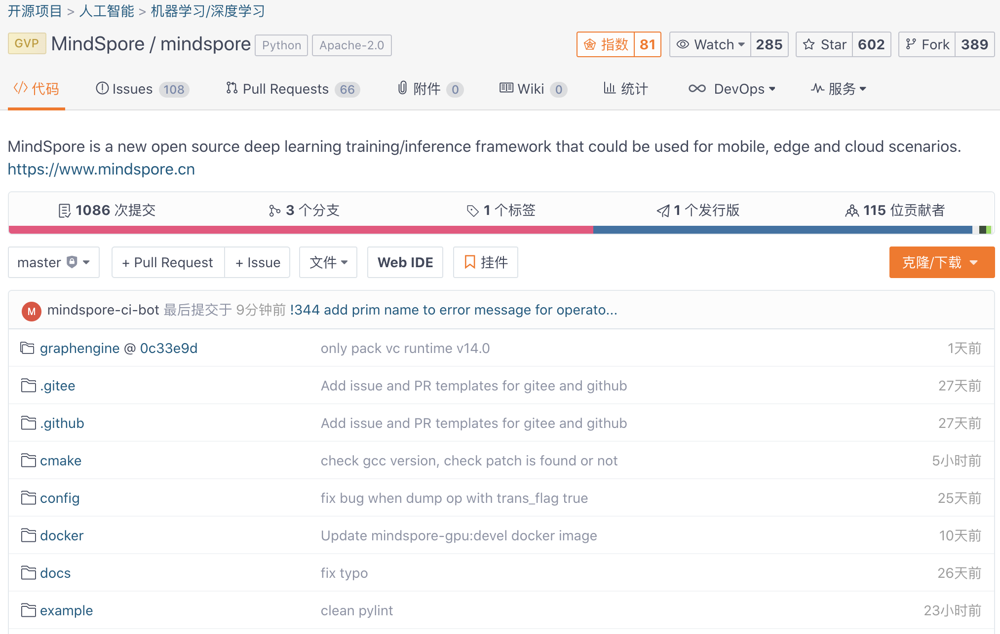 开源项目 > 人工智能 > 机器学习/深度学习
GVP MindSpore / mindspore Python Apache-2.0 指数 81 Watch 285 Star 602 Fork 389
代码 Issues 108 Pull Requests 66 附件 0 Wiki 0 统计 DevOps 服务
MindSpore is a new open source deep learning training/inference framework that could be used for mobile, edge and cloud scenarios.
https://www.mindspore.cn
1086 次提交 3 个分支 1 个标签 1 个发行版 115 位贡献者
master + Pull Request + Issue 文件 Web IDE 挂件 克隆/下载
M mindspore-ci-bot 最后提交于 9分钟前 !344 add prim name to error message for operato...
graphengine @ 0c33e9d only pack vc runtime v14.0 1天前
.gitee Add issue and PR templates for gitee and github 27天前
.github Add issue and PR templates for gitee and github 27天前
cmake check gcc version, check patch is found or not 5小时前
config fix bug when dump op with trans_flag true 25天前
docker Update mindspore-gpu:devel docker image 10天前
docs fix typo 26天前
example clean pylint 23小时前